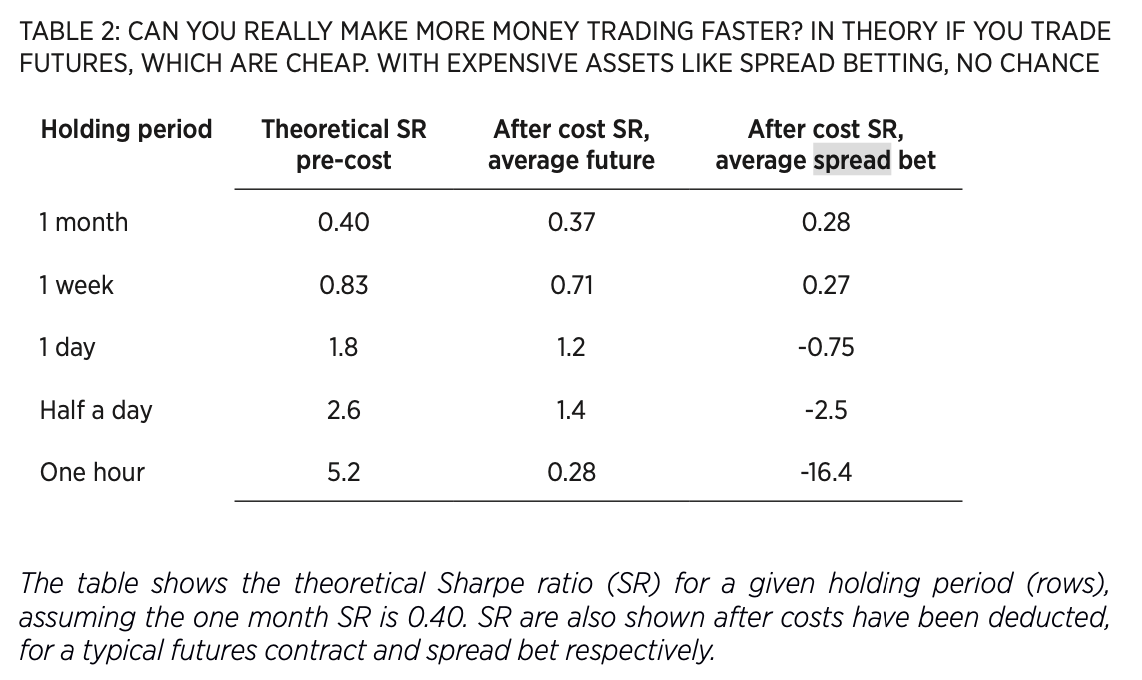 TABLE 2: CAN YOU REALLY MAKE MORE MONEY TRADING FASTER? IN THEORY IF YOU TRADE
FUTURES, WHICH ARE CHEAP. WITH EXPENSIVE ASSETS LIKE SPREAD BETTING, NO CHANCE
Holding period Theoretical SR After cost SR, After cost SR,
pre-cost average future average spread bet
1 month 0.40 0.37 0.28
1 week 0.83 0.71 0.27
1 day 1.8 1.2 -0.75
Half a day 2.6 1.4 -2.5
One hour 5.2 0.28 -16.4
The table shows the theoretical Sharpe ratio (SR) for a given holding period (rows),
assuming the one month SR is 0.40. SR are also shown after costs have been deducted,
for a typical futures contract and spread bet respectively.